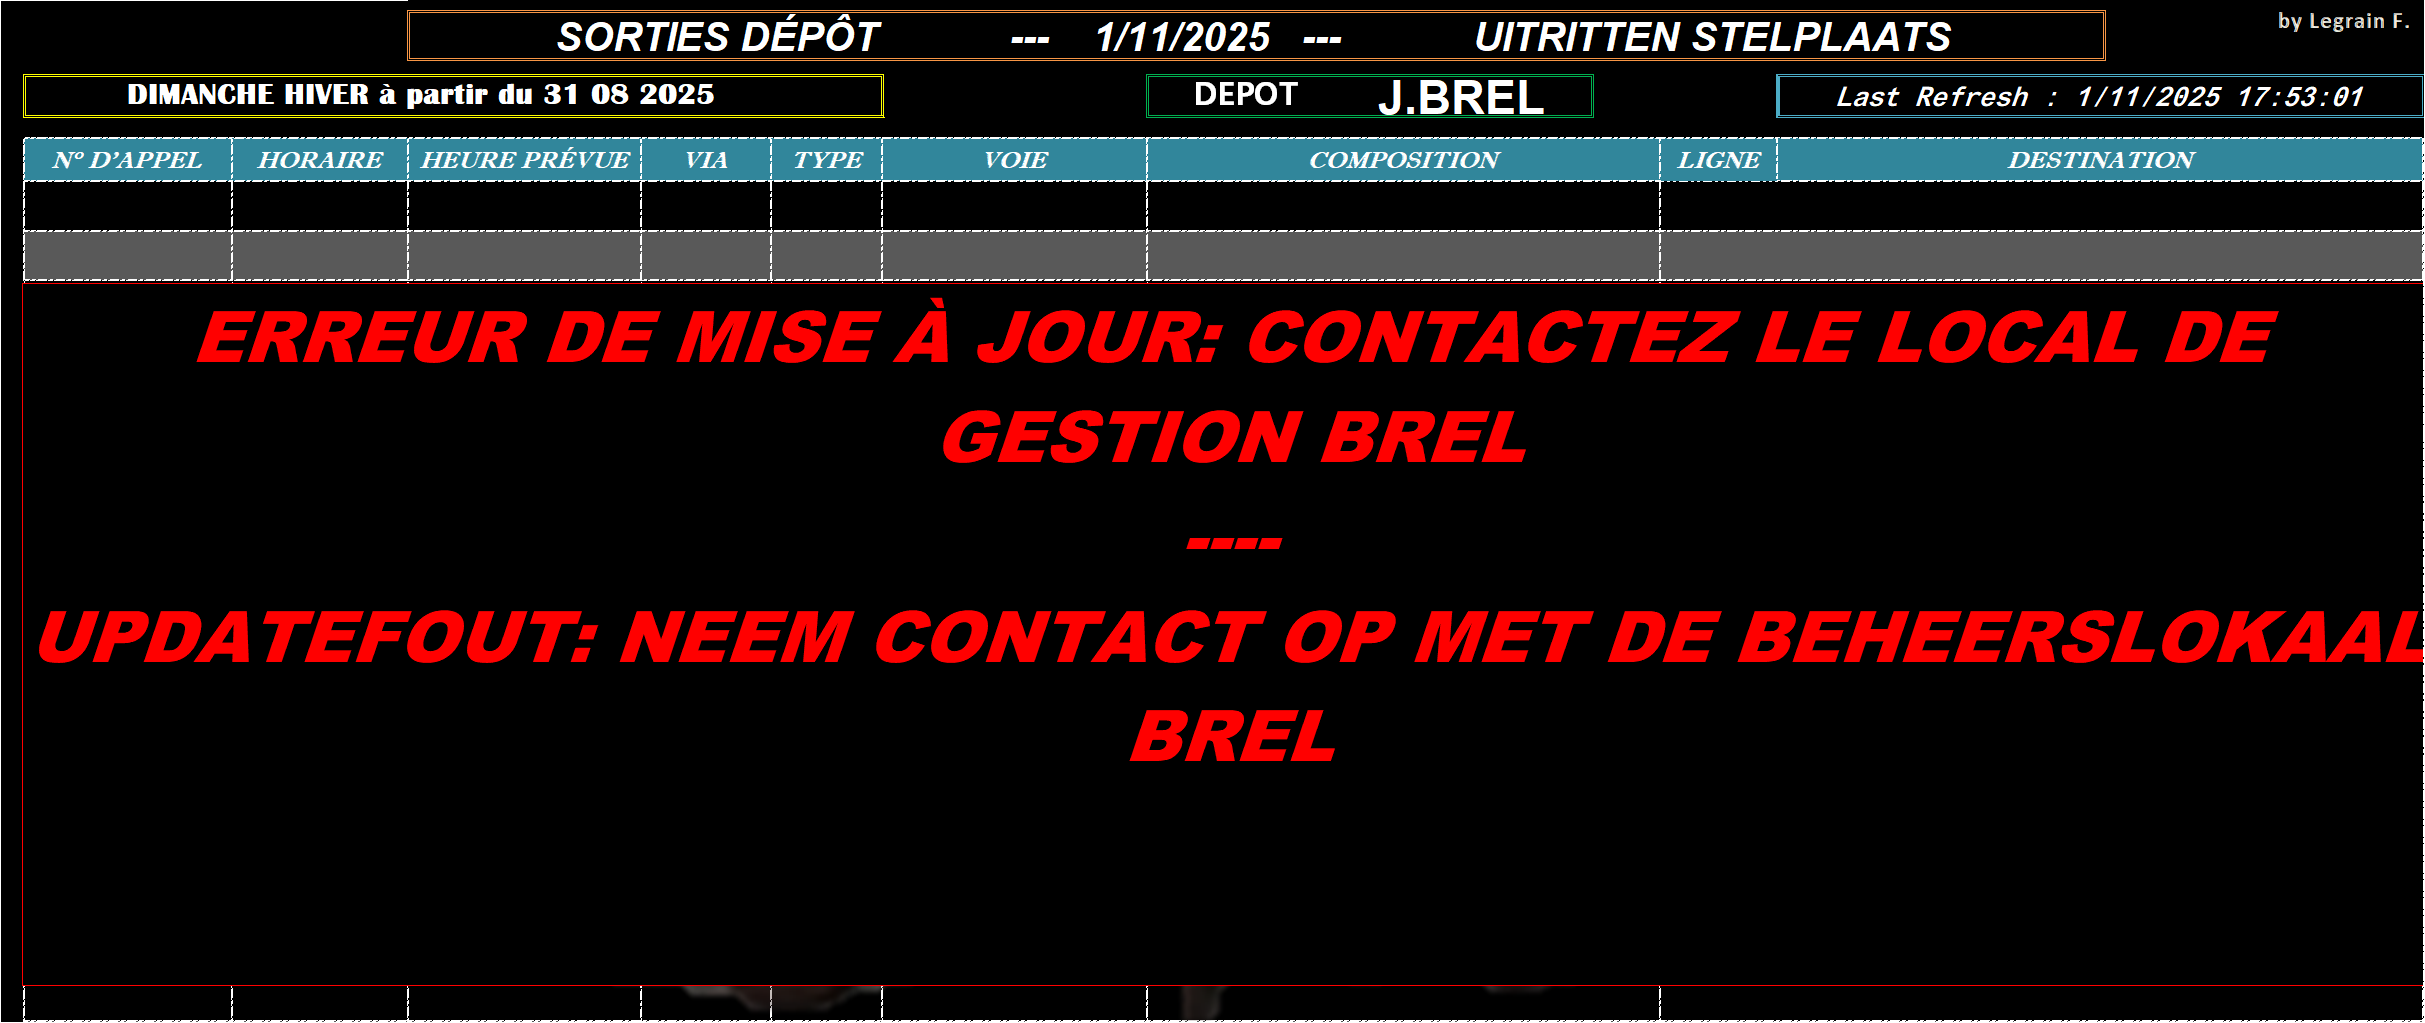 SORTIES DÉPÔT --- 1/11/2025 --- UITRITTEN STELPLAATS
by Legrain F.
DIMANCHE HIVER à partir du 31 08 2025
DEPOT J.BREL
Last Refresh : 1/11/2025 17:53:01
N° D'APPEL HORAIRE HEURE PRÉVUE VIA TYPE VOIE COMPOSITION LIGNE DESTINATION
ERREUR DE MISE À JOUR: CONTACTEZ LE LOCAL DE
GESTION BREL
----
UPDATEFOUT: NEEM CONTACT OP MET DE BEHEERSLOKAAL
BREL